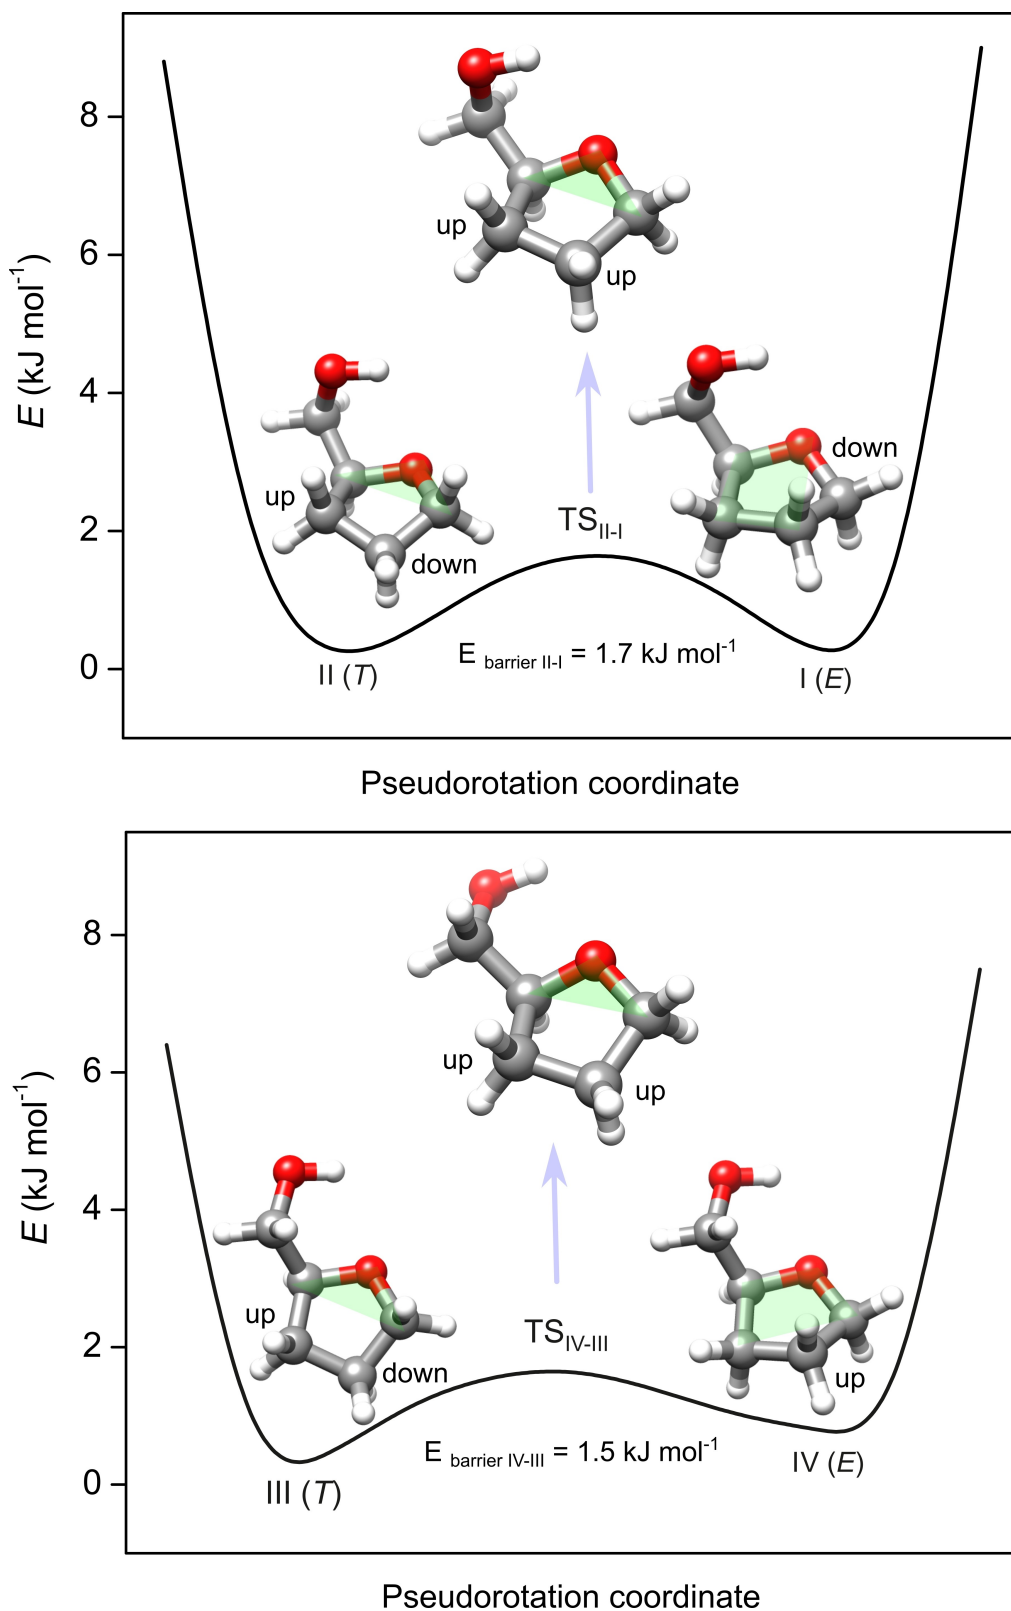 8
up
6
up
E (kJ mol⁻¹)
4
down
up
TS_II-I
2
down
E barrier II-I = 1.7 kJ mol⁻¹
0
II (T)
I (E)
Pseudorotation coordinate
8
up
6
up
E (kJ mol⁻¹)
4
up
TS_IV-III
2
down
up
E barrier IV-III = 1.5 kJ mol⁻¹
IV (E)
0
III (T)
Pseudorotation coordinate